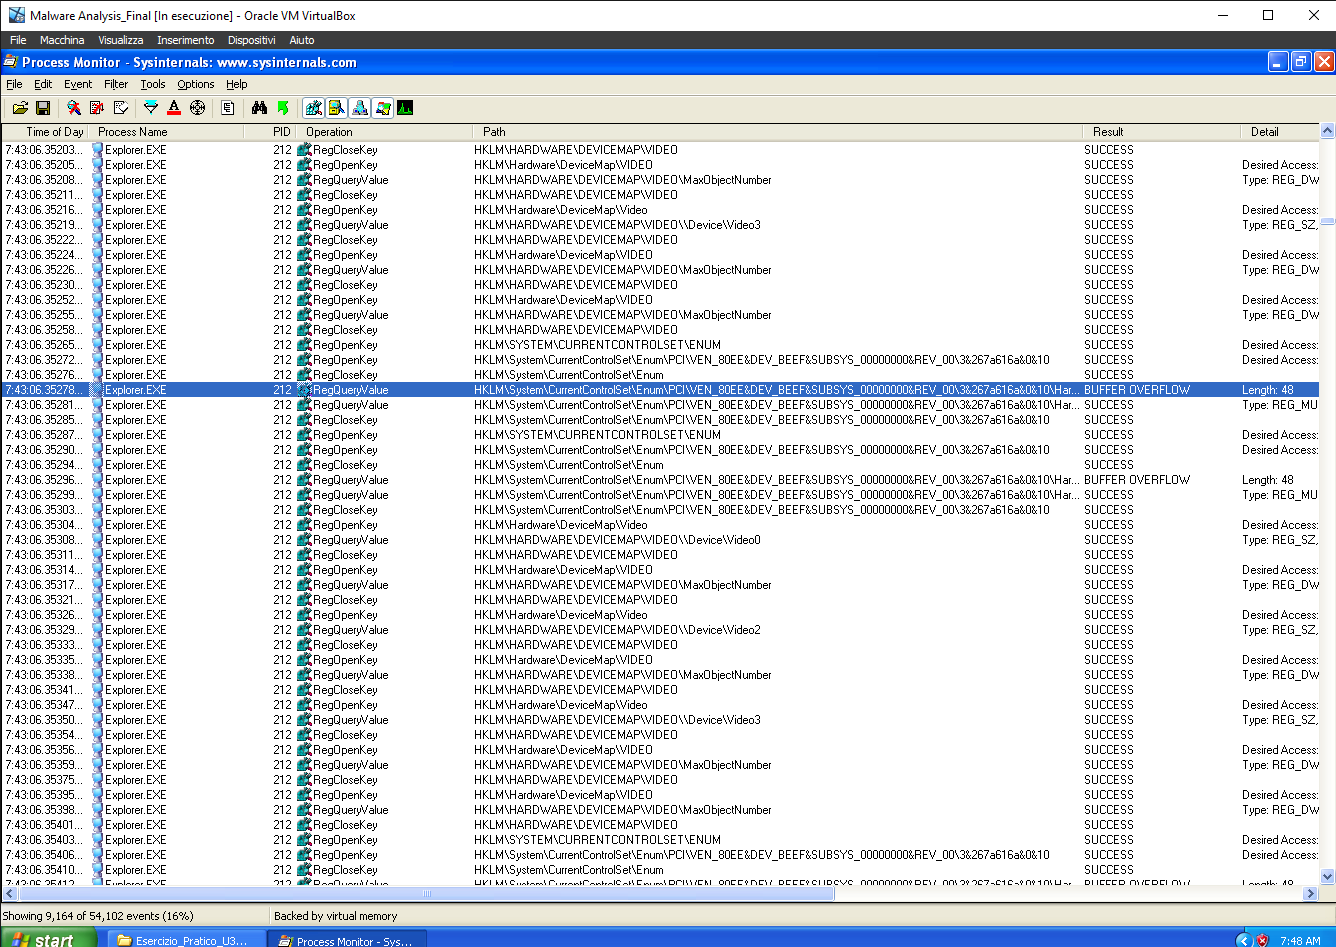 Malware Analysis_Final [In esecuzione] - Oracle VM VirtualBox
File Macchina Visualizza Inserimento Dispositivi Aiuto
Process Monitor - Sysinternals: www.sysinternals.com
File Edit Event Filter Tools Options Help
Time of Day Process Name PID Operation Path Result Detail
7:43:06.35203... Explorer.EXE 212 RegCloseKey HKLM\HARDWARE\DEVICEMAP\VIDEO SUCCESS
7:43:06.35205... Explorer.EXE 212 RegOpenKey HKLM\Hardware\DeviceMap\VIDEO SUCCESS Desired Access:
7:43:06.35208... Explorer.EXE 212 RegQueryValue HKLM\HARDWARE\DEVICEMAP\VIDEO\MaxObjectNumber SUCCESS Type: REG_DW
7:43:06.35211... Explorer.EXE 212 RegCloseKey HKLM\HARDWARE\DEVICEMAP\VIDEO SUCCESS
7:43:06.35216... Explorer.EXE 212 RegOpenKey HKLM\Hardware\DeviceMap\Video SUCCESS Desired Access:
7:43:06.35219... Explorer.EXE 212 RegQueryValue HKLM\HARDWARE\DEVICEMAP\VIDEO\\Device\Video3 SUCCESS Type: REG_SZ,
7:43:06.35222... Explorer.EXE 212 RegCloseKey HKLM\HARDWARE\DEVICEMAP\VIDEO SUCCESS
7:43:06.35224... Explorer.EXE 212 RegOpenKey HKLM\Hardware\DeviceMap\VIDEO SUCCESS Desired Access:
7:43:06.35226... Explorer.EXE 212 RegQueryValue HKLM\HARDWARE\DEVICEMAP\VIDEO\MaxObjectNumber SUCCESS Type: REG_DW
7:43:06.35230... Explorer.EXE 212 RegCloseKey HKLM\HARDWARE\DEVICEMAP\VIDEO SUCCESS
7:43:06.35252... Explorer.EXE 212 RegOpenKey HKLM\Hardware\DeviceMap\VIDEO SUCCESS Desired Access:
7:43:06.35255... Explorer.EXE 212 RegQueryValue HKLM\HARDWARE\DEVICEMAP\VIDEO\MaxObjectNumber SUCCESS Type: REG_DW
7:43:06.35258... Explorer.EXE 212 RegCloseKey HKLM\HARDWARE\DEVICEMAP\VIDEO SUCCESS
7:43:06.35265... Explorer.EXE 212 RegOpenKey HKLM\SYSTEM\CURRENTCONTROLSET\ENUM SUCCESS Desired Access:
7:43:06.35272... Explorer.EXE 212 RegOpenKey HKLM\System\CurrentControlSet\Enum\PCI\VEN_80EE&DEV_BEEF&SUBSYS_00000000&REV_00\3&267a616a&0&10 SUCCESS Desired Access:
7:43:06.35276... Explorer.EXE 212 RegCloseKey HKLM\System\CurrentControlSet\Enum SUCCESS
7:43:06.35278... Explorer.EXE 212 RegQueryValue HKLM\System\CurrentControlSet\Enum\PCI\VEN_80EE&DEV_BEEF&SUBSYS_00000000&REV_00\3&267a616a&0&10\Har... BUFFER OVERFLOW Length: 48
7:43:06.35281... Explorer.EXE 212 RegQueryValue HKLM\System\CurrentControlSet\Enum\PCI\VEN_80EE&DEV_BEEF&SUBSYS_00000000&REV_00\3&267a616a&0&10\Har... SUCCESS Type: REG_MU
7:43:06.35285... Explorer.EXE 212 RegCloseKey HKLM\System\CurrentControlSet\Enum\PCI\VEN_80EE&DEV_BEEF&SUBSYS_00000000&REV_00\3&267a616a&0&10 SUCCESS
7:43:06.35287... Explorer.EXE 212 RegOpenKey HKLM\SYSTEM\CURRENTCONTROLSET\ENUM SUCCESS Desired Access:
7:43:06.35290... Explorer.EXE 212 RegOpenKey HKLM\System\CurrentControlSet\Enum\PCI\VEN_80EE&DEV_BEEF&SUBSYS_00000000&REV_00\3&267a616a&0&10 SUCCESS Desired Access:
7:43:06.35294... Explorer.EXE 212 RegCloseKey HKLM\System\CurrentControlSet\Enum SUCCESS
7:43:06.35296... Explorer.EXE 212 RegQueryValue HKLM\System\CurrentControlSet\Enum\PCI\VEN_80EE&DEV_BEEF&SUBSYS_00000000&REV_00\3&267a616a&0&10\Har... BUFFER OVERFLOW Length: 48
7:43:06.35299... Explorer.EXE 212 RegQueryValue HKLM\System\CurrentControlSet\Enum\PCI\VEN_80EE&DEV_BEEF&SUBSYS_00000000&REV_00\3&267a616a&0&10\Har... SUCCESS Type: REG_MU
7:43:06.35303... Explorer.EXE 212 RegCloseKey HKLM\System\CurrentControlSet\Enum\PCI\VEN_80EE&DEV_BEEF&SUBSYS_00000000&REV_00\3&267a616a&0&10 SUCCESS
7:43:06.35304... Explorer.EXE 212 RegOpenKey HKLM\Hardware\DeviceMap\Video SUCCESS Desired Access:
7:43:06.35308... Explorer.EXE 212 RegQueryValue HKLM\HARDWARE\DEVICEMAP\VIDEO\\Device\Video0 SUCCESS Type: REG_SZ,
7:43:06.35311... Explorer.EXE 212 RegCloseKey HKLM\HARDWARE\DEVICEMAP\VIDEO SUCCESS
7:43:06.35314... Explorer.EXE 212 RegOpenKey HKLM\Hardware\DeviceMap\VIDEO SUCCESS Desired Access:
7:43:06.35317... Explorer.EXE 212 RegQueryValue HKLM\HARDWARE\DEVICEMAP\VIDEO\MaxObjectNumber SUCCESS Type: REG_DW
7:43:06.35321... Explorer.EXE 212 RegCloseKey HKLM\HARDWARE\DEVICEMAP\VIDEO SUCCESS
7:43:06.35326... Explorer.EXE 212 RegOpenKey HKLM\Hardware\DeviceMap\Video SUCCESS Desired Access:
7:43:06.35329... Explorer.EXE 212 RegQueryValue HKLM\HARDWARE\DEVICEMAP\VIDEO\\Device\Video2 SUCCESS Type: REG_SZ,
7:43:06.35333... Explorer.EXE 212 RegCloseKey HKLM\HARDWARE\DEVICEMAP\VIDEO SUCCESS
7:43:06.35335... Explorer.EXE 212 RegOpenKey HKLM\Hardware\DeviceMap\VIDEO SUCCESS Desired Access:
7:43:06.35338... Explorer.EXE 212 RegQueryValue HKLM\HARDWARE\DEVICEMAP\VIDEO\MaxObjectNumber SUCCESS Type: REG_DW
7:43:06.35341... Explorer.EXE 212 RegCloseKey HKLM\HARDWARE\DEVICEMAP\VIDEO SUCCESS
7:43:06.35347... Explorer.EXE 212 RegOpenKey HKLM\Hardware\DeviceMap\Video SUCCESS Desired Access:
7:43:06.35350... Explorer.EXE 212 RegQueryValue HKLM\HARDWARE\DEVICEMAP\VIDEO\\Device\Video3 SUCCESS Type: REG_SZ,
7:43:06.35354... Explorer.EXE 212 RegCloseKey HKLM\HARDWARE\DEVICEMAP\VIDEO SUCCESS
7:43:06.35356... Explorer.EXE 212 RegOpenKey HKLM\Hardware\DeviceMap\VIDEO SUCCESS Desired Access:
7:43:06.35359... Explorer.EXE 212 RegQueryValue HKLM\HARDWARE\DEVICEMAP\VIDEO\MaxObjectNumber SUCCESS Type: REG_DW
7:43:06.35375... Explorer.EXE 212 RegCloseKey HKLM\HARDWARE\DEVICEMAP\VIDEO SUCCESS
7:43:06.35395... Explorer.EXE 212 RegOpenKey HKLM\Hardware\DeviceMap\VIDEO SUCCESS Desired Access:
7:43:06.35398... Explorer.EXE 212 RegQueryValue HKLM\HARDWARE\DEVICEMAP\VIDEO\MaxObjectNumber SUCCESS Type: REG_DW
7:43:06.35401... Explorer.EXE 212 RegCloseKey HKLM\HARDWARE\DEVICEMAP\VIDEO SUCCESS
7:43:06.35403... Explorer.EXE 212 RegOpenKey HKLM\SYSTEM\CURRENTCONTROLSET\ENUM SUCCESS Desired Access:
7:43:06.35406... Explorer.EXE 212 RegOpenKey HKLM\System\CurrentControlSet\Enum\PCI\VEN_80EE&DEV_BEEF&SUBSYS_00000000&REV_00\3&267a616a&0&10 SUCCESS Desired Access:
7:43:06.35410... Explorer.EXE 212 RegCloseKey HKLM\System\CurrentControlSet\Enum SUCCESS
7:43:06.35412... Explorer.EXE 212 RegQueryValue HKLM\System\CurrentControlSet\Enum\PCI\VEN_80EE&DEV_BEEF&SUBSYS_00000000&REV_00\3&267a616a&0&10\Har... BUFFER OVERFLOW Length: 48
Showing 9,164 of 54,102 events (16%) Backed by virtual memory
start Esercizio_Pratico_U3... Process Monitor - Sys... 7:48 AM